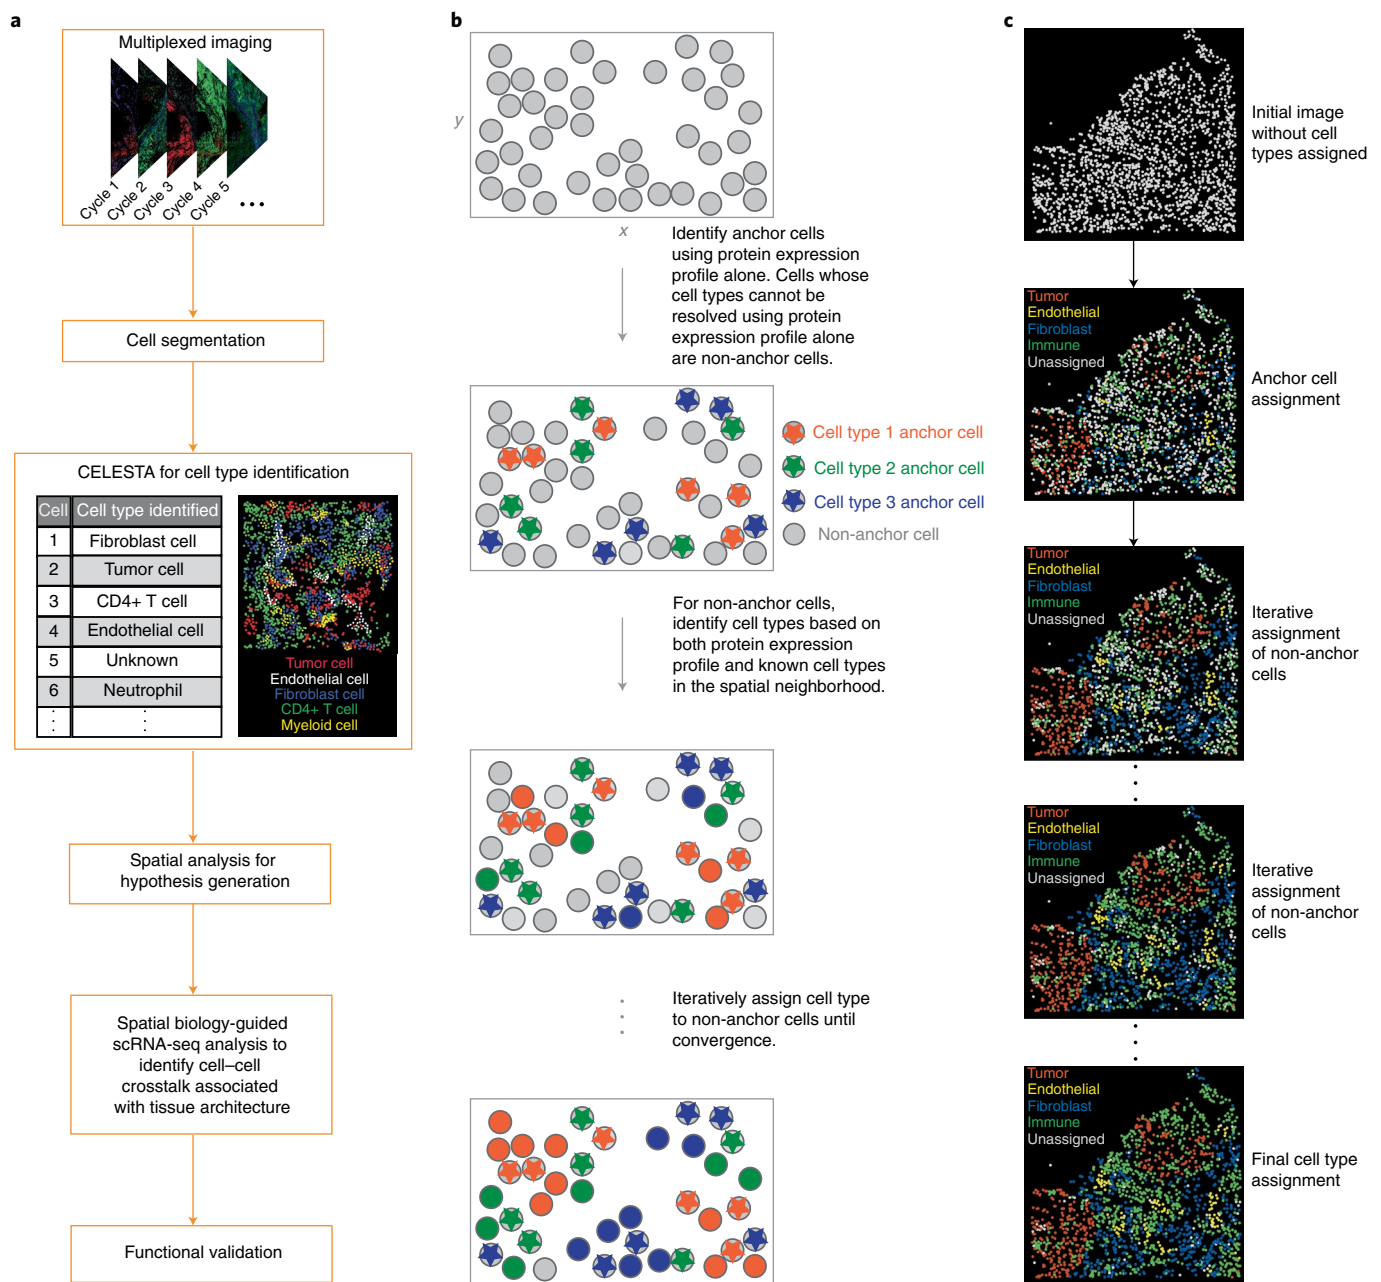 a
Multiplexed imaging
Cycle 1
Cycle 2
Cycle 3
Cycle 4
Cycle 5
...
Cell segmentation
CELESTA for cell type identification
Cell Cell type identified
1 Fibroblast cell
2 Tumor cell
3 CD4+ T cell
4 Endothelial cell
5 Unknown
6 Neutrophil
Tumor cell
Endothelial cell
Fibroblast cell
CD4+ T cell
Myeloid cell
Spatial analysis for
hypothesis generation
Spatial biology-guided
scRNA-seq analysis to
identify cell–cell
crosstalk associated
with tissue architecture
Functional validation
b
y
x
Identify anchor cells
using protein expression
profile alone. Cells whose
cell types cannot be
resolved using protein
expression profile alone
are non-anchor cells.
Cell type 1 anchor cell
Cell type 2 anchor cell
Cell type 3 anchor cell
Non-anchor cell
For non-anchor cells,
identify cell types based on
both protein expression
profile and known cell types
in the spatial neighborhood.
Iteratively assign cell type
to non-anchor cells until
convergence.
c
Initial image
without cell
types assigned
Tumor
Endothelial
Fibroblast
Immune
Unassigned
Anchor cell
assignment
Tumor
Endothelial
Fibroblast
Immune
Unassigned
Iterative
assignment
of non-anchor
cells
Tumor
Endothelial
Fibroblast
Immune
Unassigned
Iterative
assignment
of non-anchor
cells
Tumor
Endothelial
Fibroblast
Immune
Unassigned
Final cell type
assignment